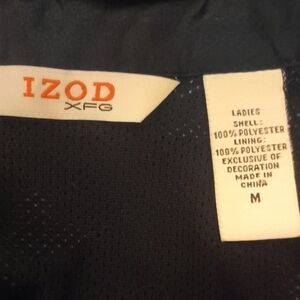 IZOD
XFG
LADIES
SHELL:
100% POLYESTER
LINING:
100% POLYESTER
EXCLUSIVE OF
DECORATION
MADE IN
CHINA
M